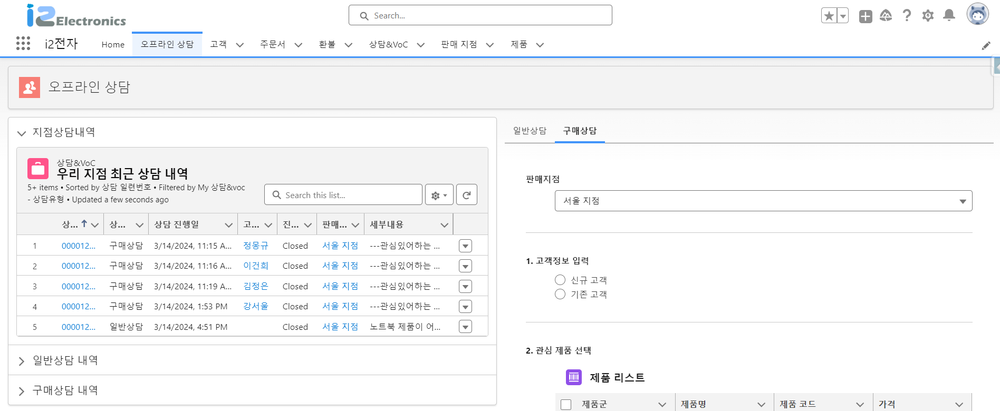 i2 Electronics
Search...
i2전자
Home
오프라인 상담
고객
주문서
환불
상담&VoC
판매 지점
제품
오프라인 상담
지점상담내역
상담&VoC
우리 지점 최근 상담 내역
5+ items • Sorted by 상담 일련번호 • Filtered by My 상담&voc
- 상담유형 • Updated a few seconds ago
Search this list...
상... 상... 상담 진행일 고... 진... 판매... 세부내용
1 000012... 구매상담 3/14/2024, 11:15 A... 정몽규 Closed 서울 지점 ---관심있어하는 ...
2 000012... 구매상담 3/14/2024, 11:16 A... 이건희 Closed 서울 지점 ---관심있어하는 ...
3 000012... 구매상담 3/14/2024, 11:19 A... 김정은 Closed 서울 지점 ---관심있어하는 ...
4 000012... 구매상담 3/14/2024, 1:53 PM 강서울 Closed 서울 지점 ---관심있어하는 ...
5 000012... 일반상담 3/14/2024, 4:51 PM Closed 서울 지점 노트북 제품이 어...
일반상담 내역
구매상담 내역
일반상담
구매상담
판매지점
서울 지점
1. 고객정보 입력
신규 고객
기존 고객
2. 관심 제품 선택
제품 리스트
제품군 제품명 제품 코드 가격